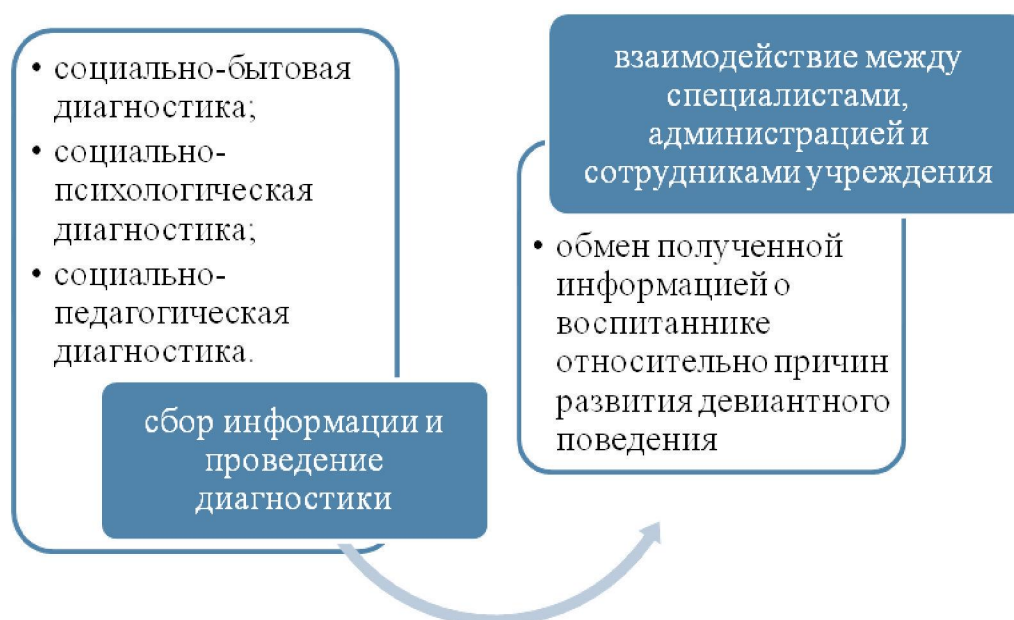 • социально-бытовая
диагностика;
• социально-
психологическая
диагностика;
• социально-
педагогическая
диагностика.
сбор информации и
проведение
диагностики
взаимодействие между
специалистами,
администрацией и
сотрудниками учреждения
• обмен полученной
информацией о
воспитаннике
относительно причин
развития девиантного
поведения